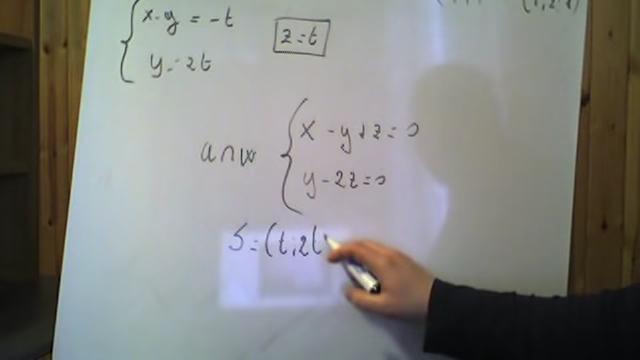 x - y = -t
z = t
y = 2t
x - y + z = 0
y - 2z = 0
S = (t, 2t